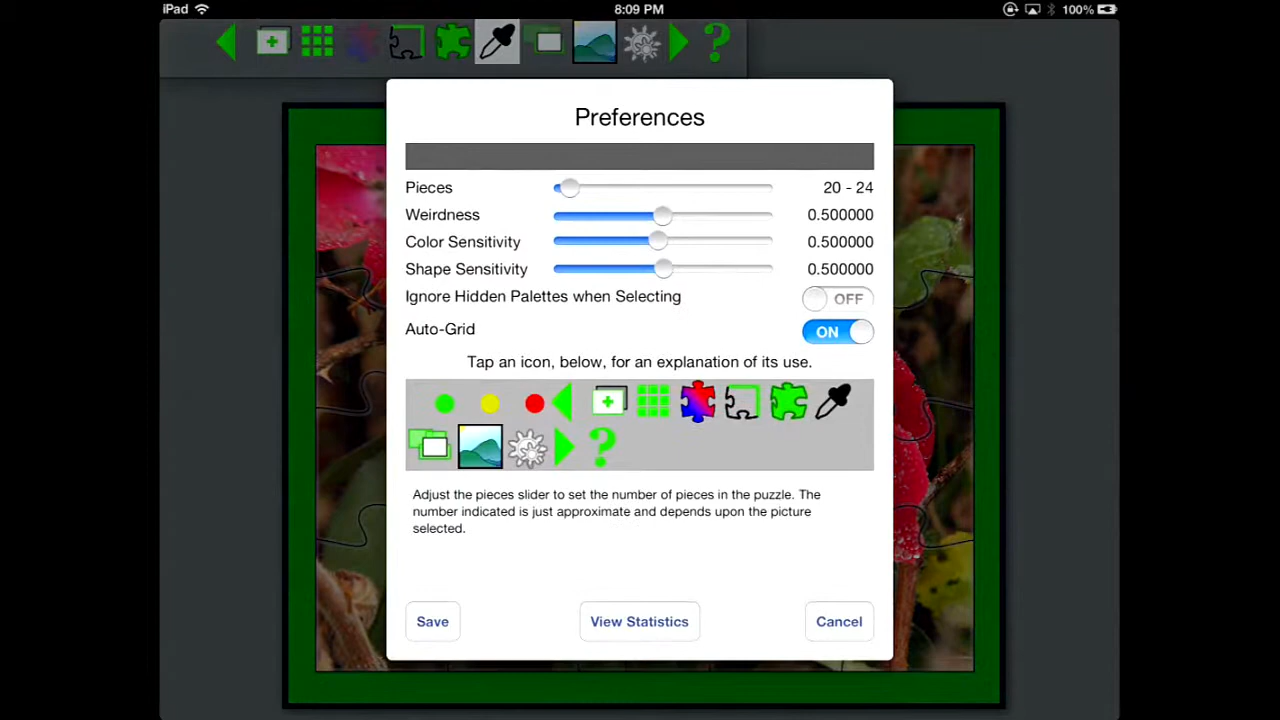 iPad 8:09 PM 100%
?
Preferences
Pieces 20 - 24
Weirdness 0.500000
Color Sensitivity 0.500000
Shape Sensitivity 0.500000
Ignore Hidden Palettes when Selecting OFF
Auto-Grid ON
Tap an icon, below, for an explanation of its use.
?
Adjust the pieces slider to set the number of pieces in the puzzle. The
number indicated is just approximate and depends upon the picture
selected.
Save View Statistics Cancel